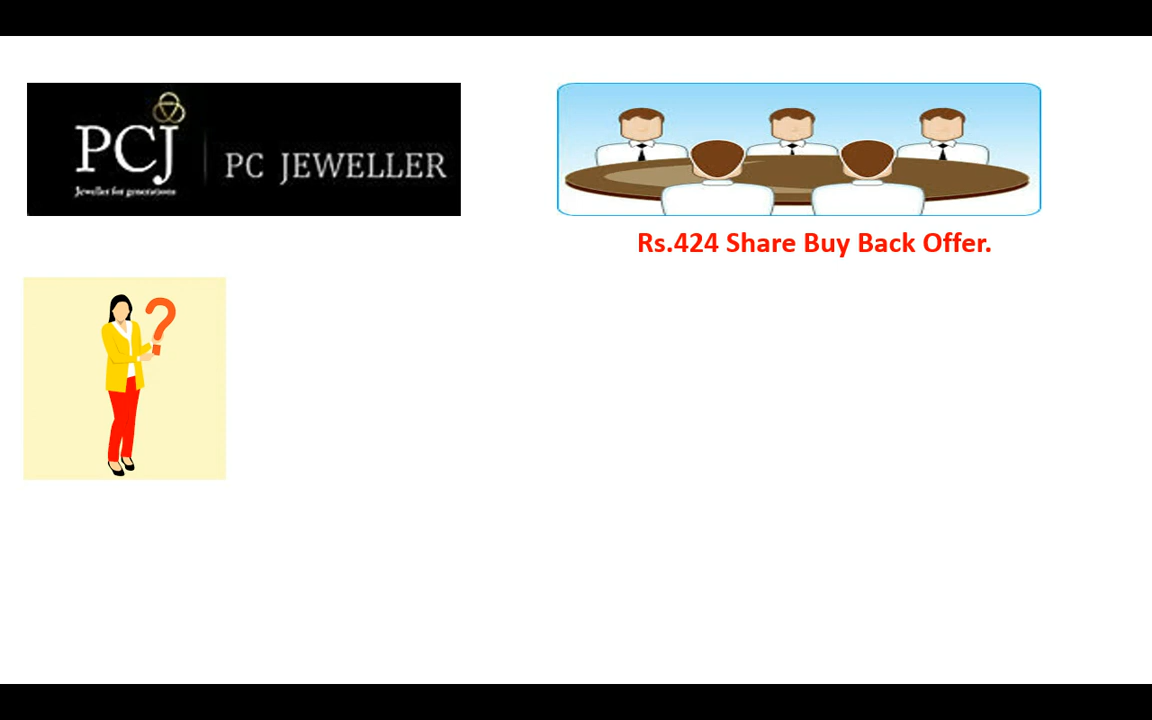 PCJ
Jeweller for generations
PC JEWELLER
Rs.424 Share Buy Back Offer.
?